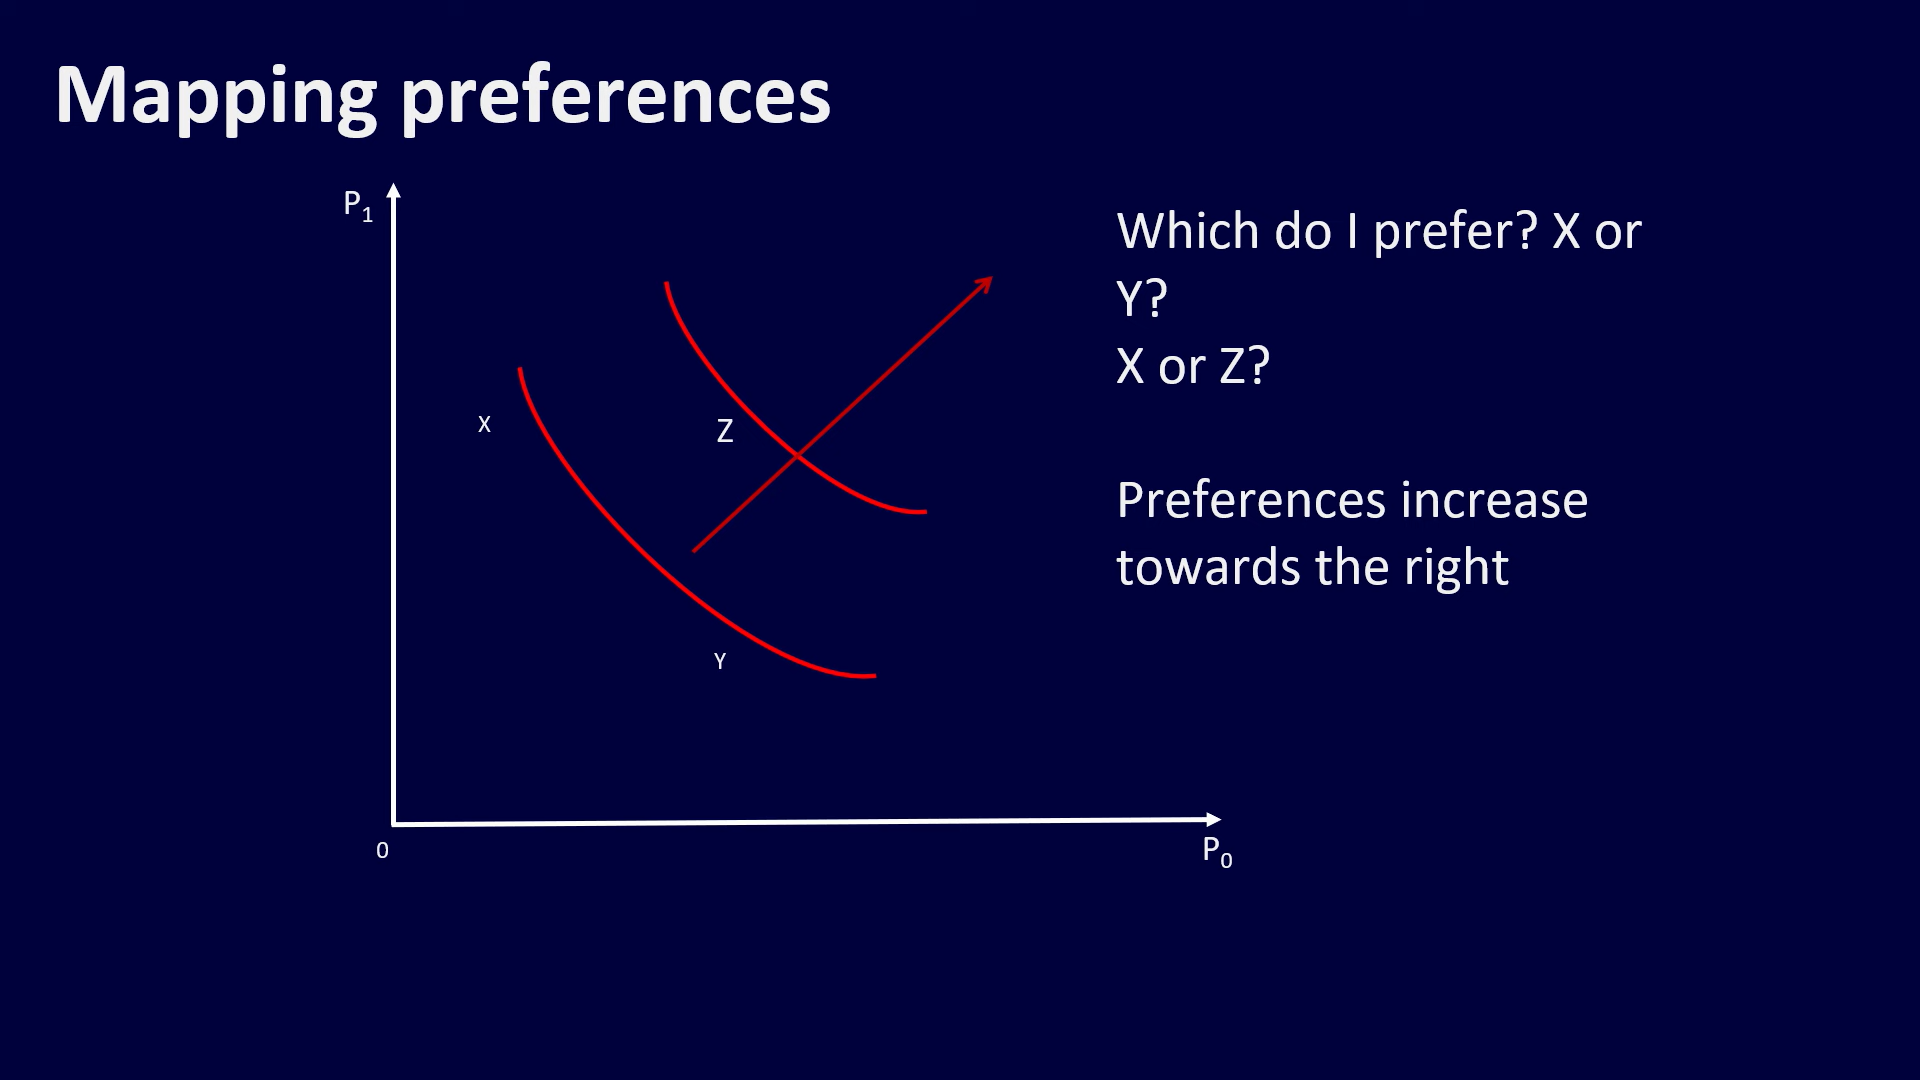 Mapping preferences
P₁
Which do I prefer? X or
Y?
X or Z?
X
Z
Preferences increase
towards the right
Y
0
P₀